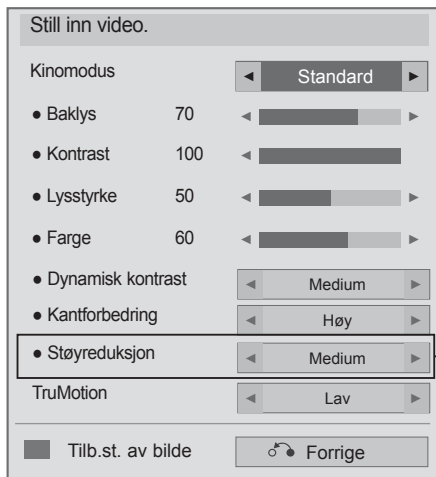 Still inn video.
Kinomodus ◄ Standard ►
● Baklys 70 ◄ ►
● Kontrast 100 ◄
● Lysstyrke 50 ◄ ►
● Farge 60 ◄ ►
● Dynamisk kontrast ◄ Medium ►
● Kantforbedring ◄ Høy ►
● Støyreduksjon ◄ Medium ►
TruMotion ◄ Lav ►
Tilb.st. av bilde Forrige